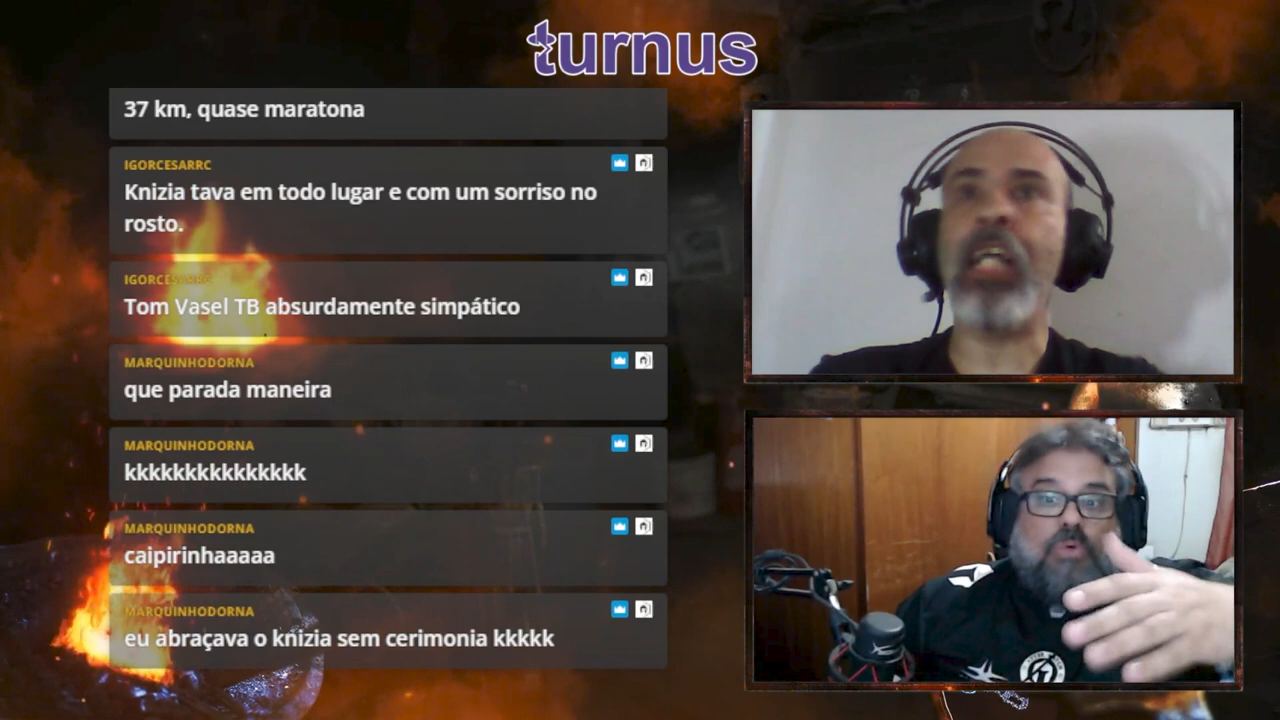 turnus
37 km, quase maratona
IGORCESARRC
Knizia tava em todo lugar e com um sorriso no
rosto.
IGORCESARRC
Tom Vasel TB absurdamente simpático
MARQUINHODORNA
que parada maneira
MARQUINHODORNA
kkkkkkkkkkkkkkk
MARQUINHODORNA
caipirinhaaaaa
MARQUINHODORNA
eu abraçava o knizia sem cerimonia kkkkk